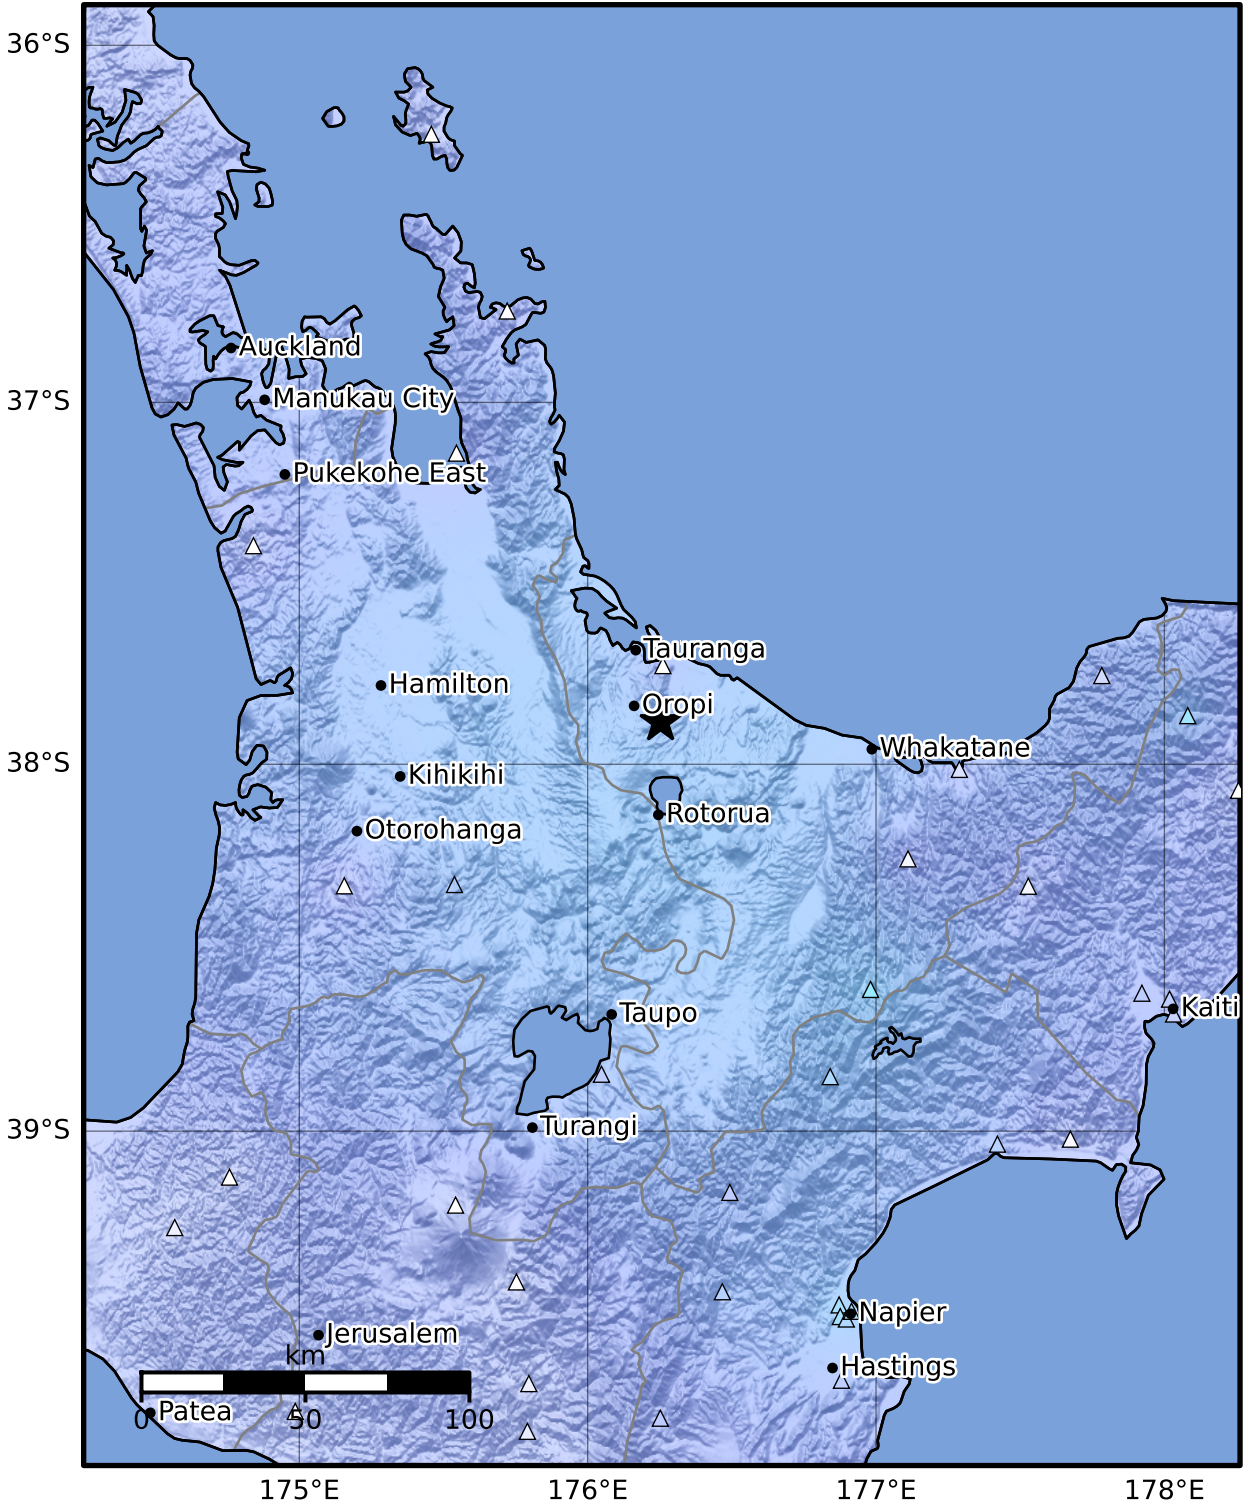 36°S
Auckland
37°S
Manukau City
Pukekohe East
Tauranga
Hamilton
Oropi
38°S
Whakatane
Kihikihi
Rotorua
Otorohanga
Taupo
Kaiti
39°S
Turangi
Napier
Jerusalem
km
Hastings
Patea
0 50 100
175°E 176°E 177°E 178°E